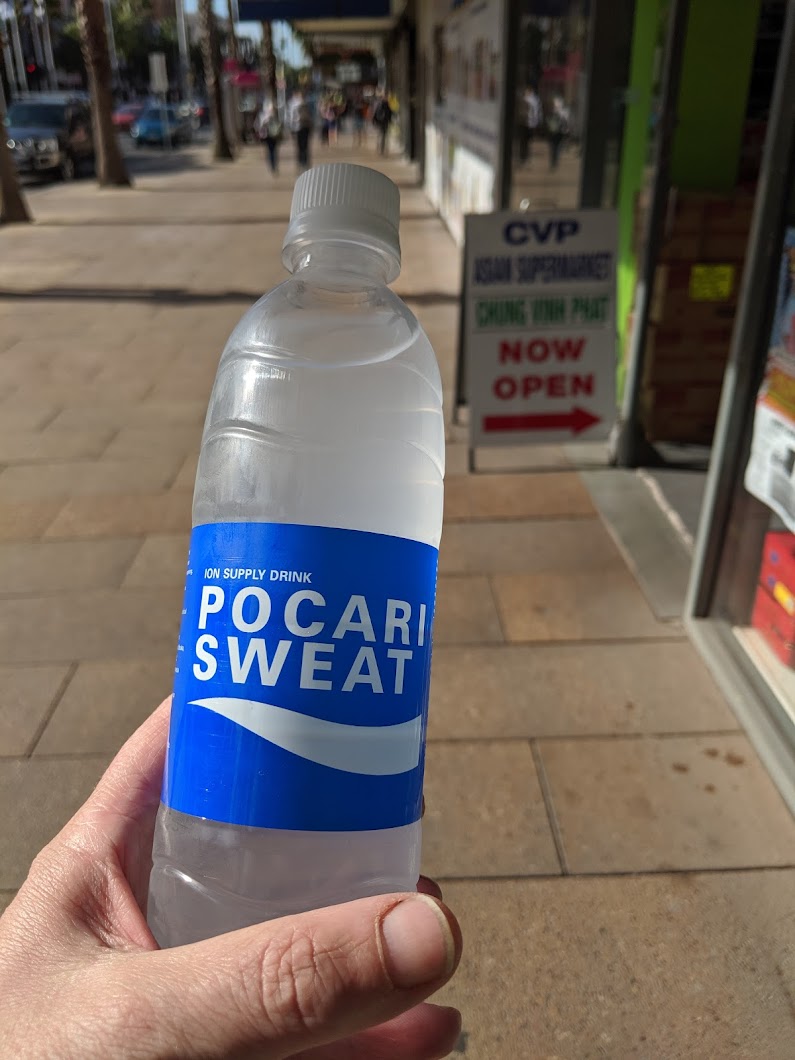 ION SUPPLY DRINK
POCARI
SWEAT
CVP
ASIAN SUPERMARKET
CHUNG VINH PHAT
NOW
OPEN